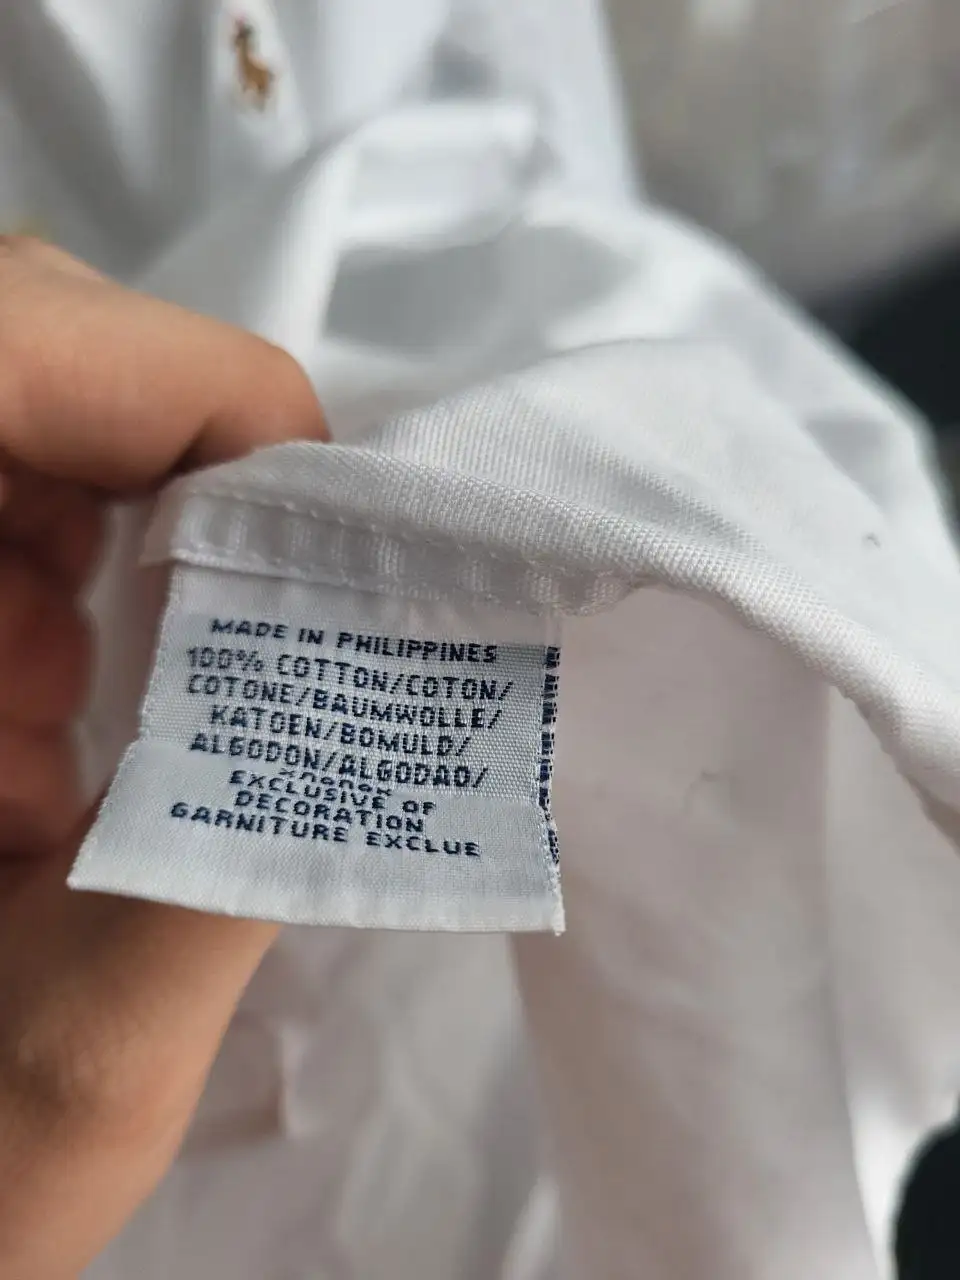 MADE IN PHILIPPINES
100% COTTON/COTON/
COTONE/BAUMWOLLE/
KATOEN/BOMULD/
ALGODON/ALGODAO/
EXCLUSIVE OF
DECORATION
GARNITURE EXCLUE